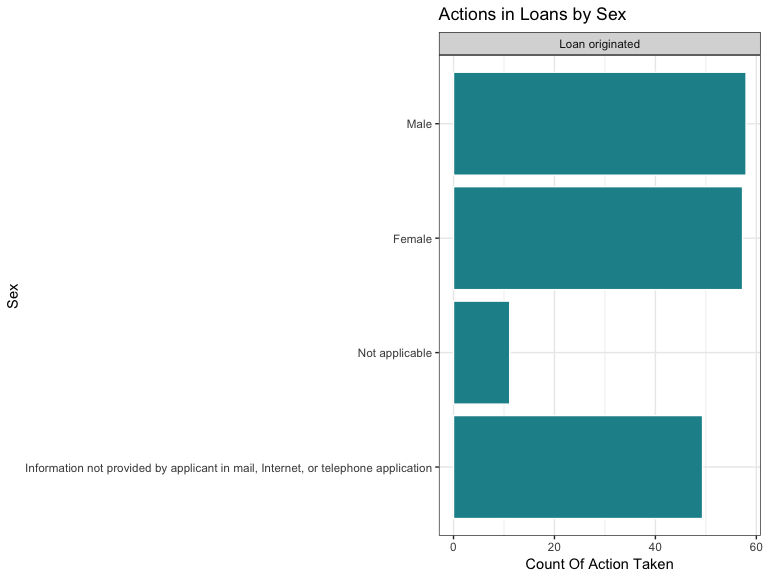 Actions in Loans by Sex
Loan originated
Male
Female
Sex
Not applicable
Information not provided by applicant in mail, Internet, or telephone application
0 20 40 60
Count Of Action Taken